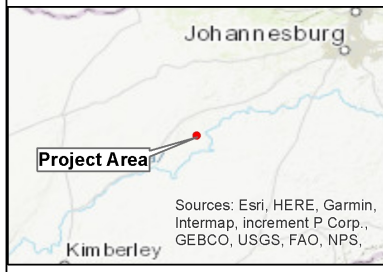 Johannesburg
Project Area
Sources: Esri, HERE, Garmin,
Intermap, increment P Corp.,
GEBCO, USGS, FAO, NPS,
Kimberley